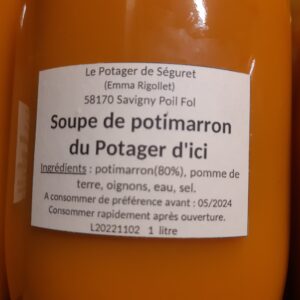 Le Potager de Séguret
(Emma Rigollet)
58170 Savigny Poil Fol
Soupe de potimarron
du Potager d'ici
Ingrédients : potimarron(80%), pomme de
terre, oignons, eau, sel.
A consommer de préférence avant : 05/2024
Consommer rapidement après ouverture.
L20221102 1 litre